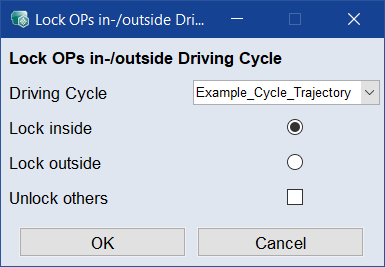 Lock OPs in-/outside Dri...
Lock OPs in-/outside Driving Cycle
Driving Cycle Example_Cycle_Trajectory
Lock inside
Lock outside
Unlock others
OK Cancel